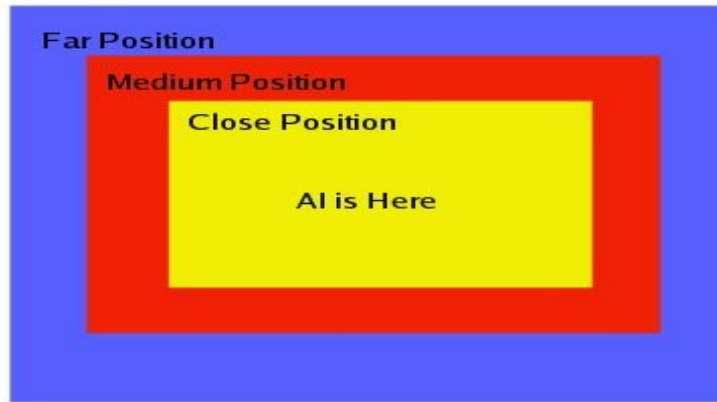 Far Position
Medium Position
Close Position
AI is Here